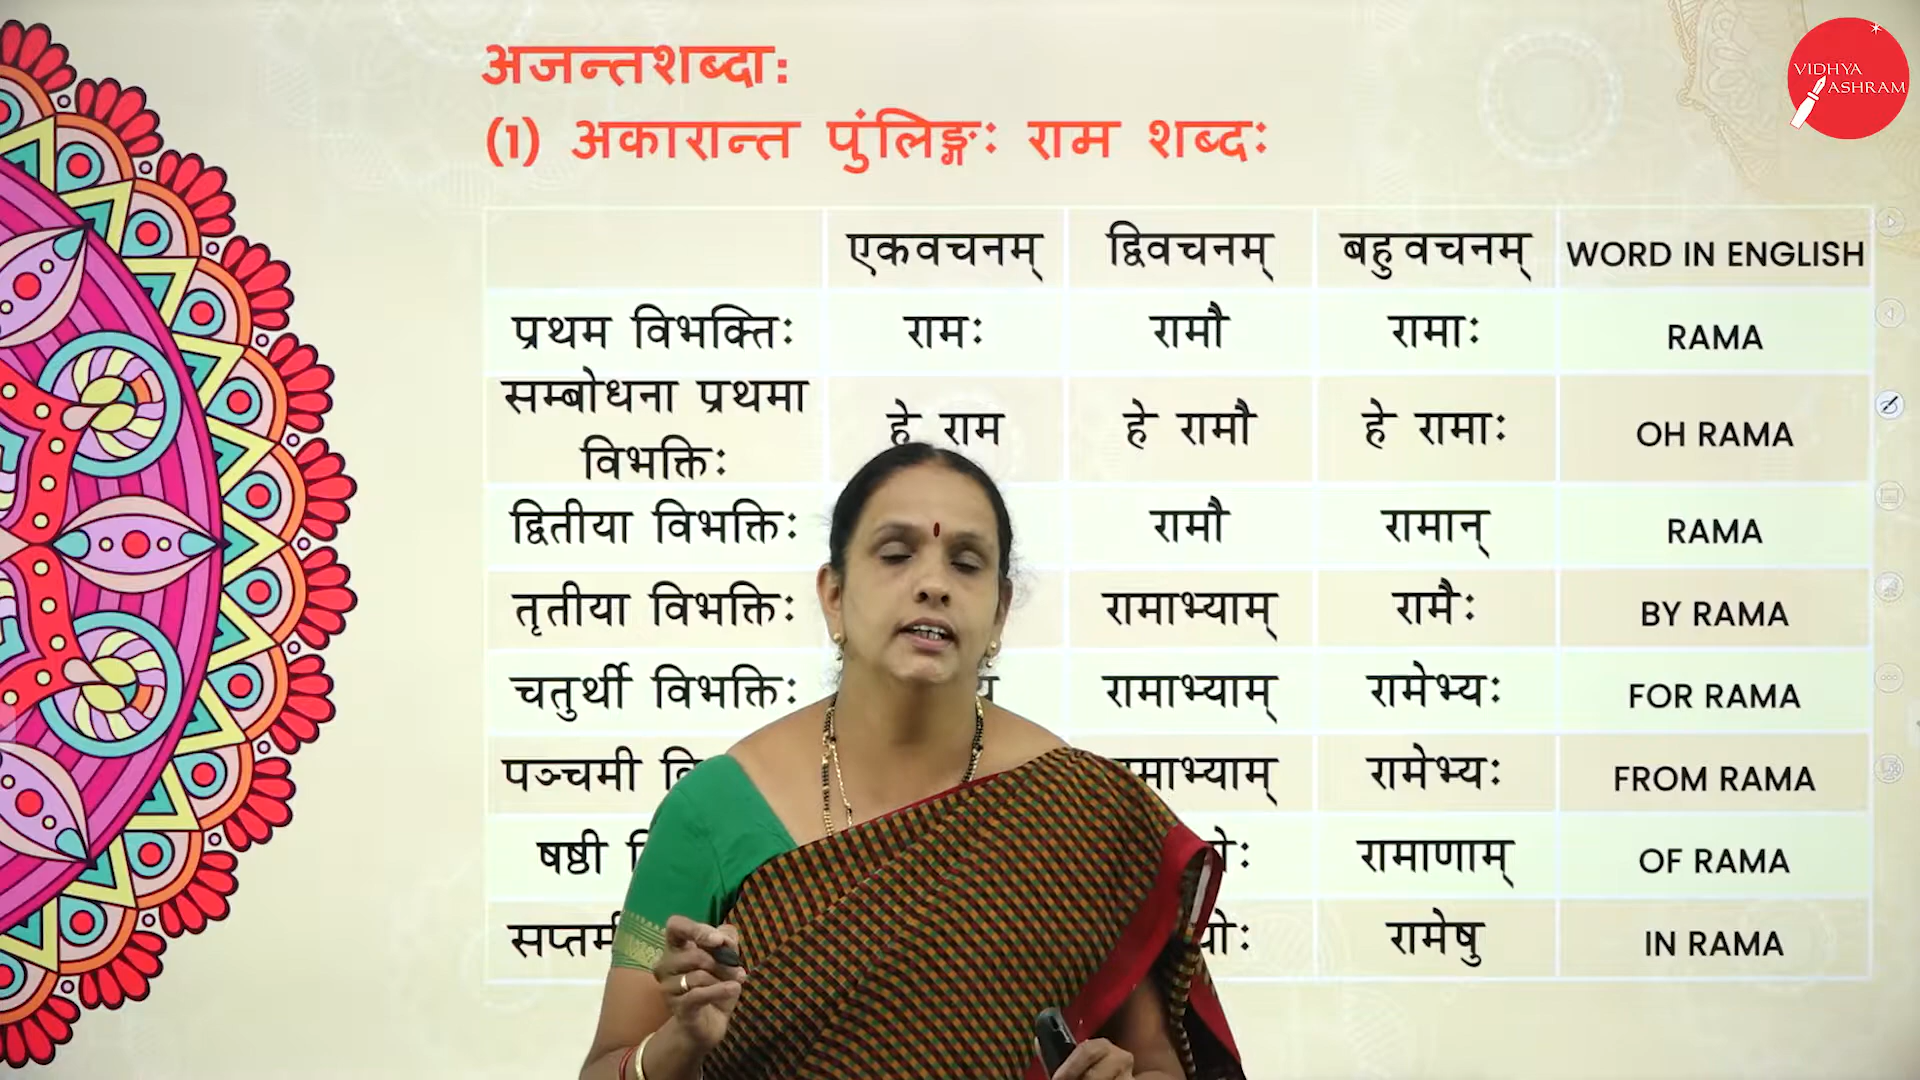 अजन्तशब्दाः
(1) अकारान्त पुंलिङ्गः राम शब्दः
VIDHYA
ASHRAM
एकवचनम् द्विवचनम् बहुवचनम् WORD IN ENGLISH
प्रथम विभक्तिः रामः रामौ रामाः RAMA
सम्बोधना प्रथमा
विभक्तिः हे राम हे रामौ हे रामाः OH RAMA
द्वितीया विभक्तिः रामौ रामान् RAMA
तृतीया विभक्तिः रामाभ्याम् रामैः BY RAMA
चतुर्थी विभक्तिः रामाभ्याम् रामेभ्यः FOR RAMA
पञ्चमी रामेभ्यः FROM RAMA
षष्ठी रामाणाम् OF RAMA
रामेषु IN RAMA